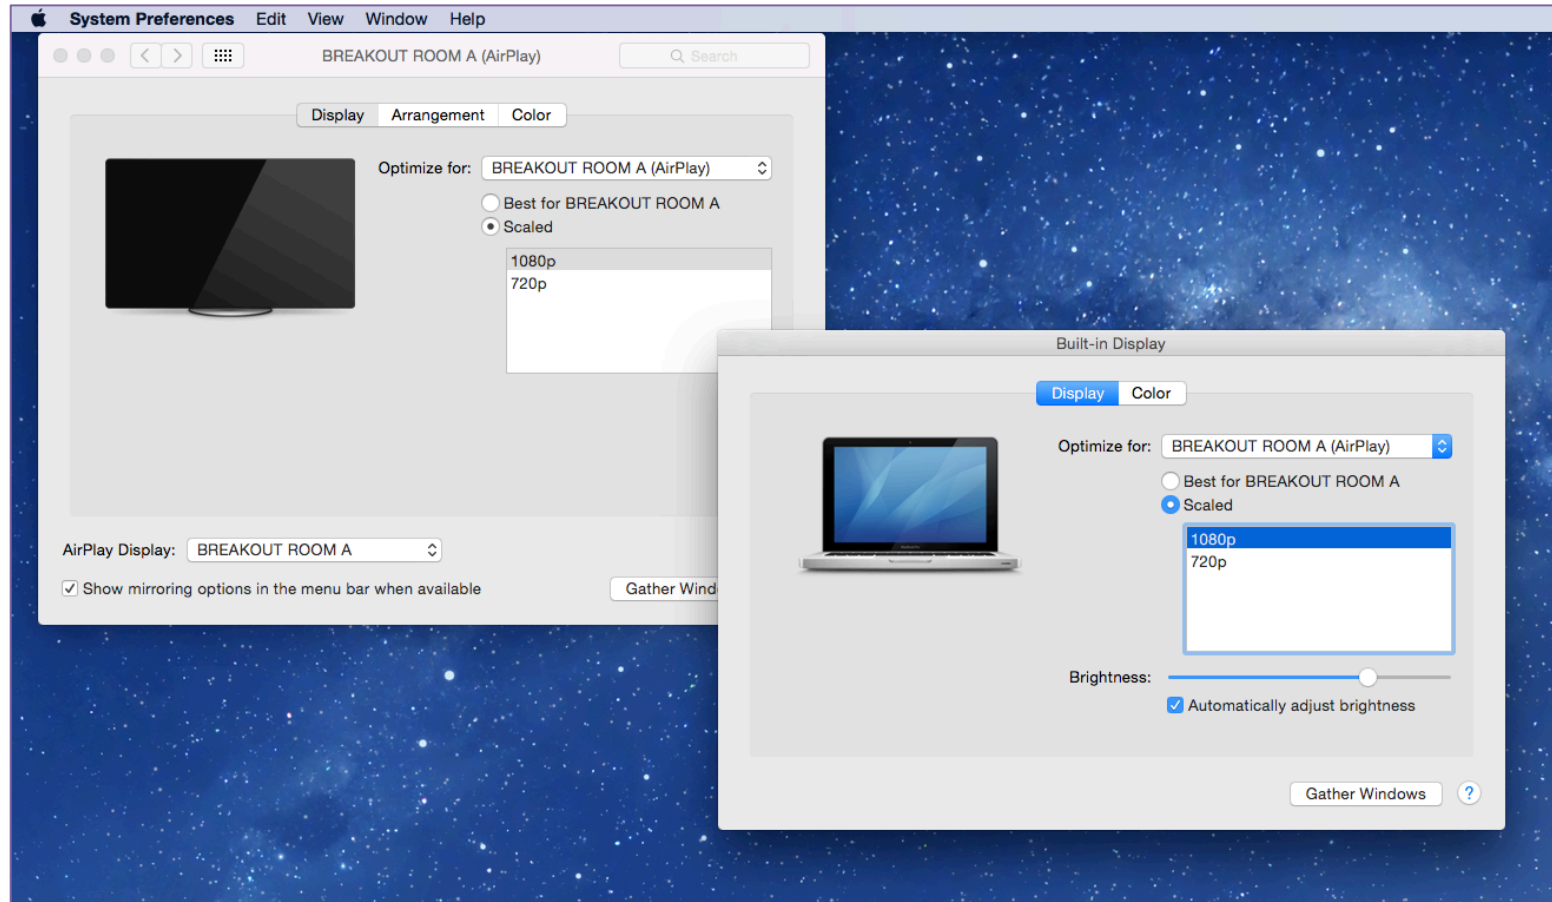 System Preferences Edit View Window Help
BREAKOUT ROOM A (AirPlay)
Search
Display Arrangement Color
Optimize for: BREAKOUT ROOM A (AirPlay)
Best for BREAKOUT ROOM A
Scaled
1080p
720p
AirPlay Display: BREAKOUT ROOM A
Show mirroring options in the menu bar when available
Gather Wind
Built-in Display
Display Color
Optimize for: BREAKOUT ROOM A (AirPlay)
Best for BREAKOUT ROOM A
Scaled
1080p
720p
Brightness:
Automatically adjust brightness
Gather Windows ?